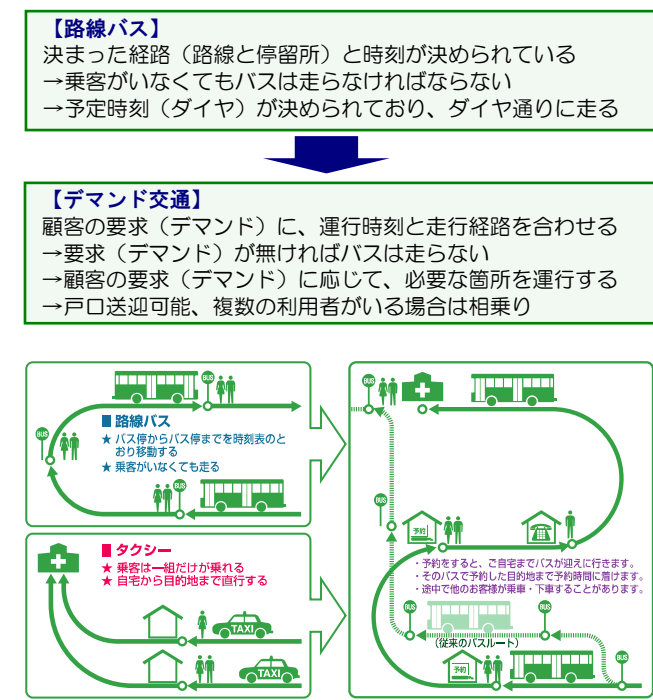 【路線バス】
決まった経路（路線と停留所）と時刻が決められている
→乗客がいなくてもバスは走らなければならない
→予定時刻（ダイヤ）が決められており、ダイヤ通りに走る
【デマンド交通】
顧客の要求（デマンド）に、運行時刻と走行経路を合わせる
→要求（デマンド）が無ければバスは走らない
→顧客の要求（デマンド）に応じて、必要な箇所を運行する
→戸口送迎可能、複数の利用者がいる場合は相乗り
BUS
■路線バス
★ バス停からバス停までを時刻表のと
おり移動する
★ 乗客がいなくても走る
BUS
BUS
■タクシー
★ 乗客は一組だけが乗れる
★ 自宅から目的地まで直行する
TAXI
TAXI
BUS
BUS
予約
・予約をすると、ご自宅までバスが迎えに行きます。
・そのバスで予約した目的地まで予約時間に着けます。
・途中で他のお客様が乗車・下車することがあります。
BUS
BUS
（従来のバスルート）
BUS
予約